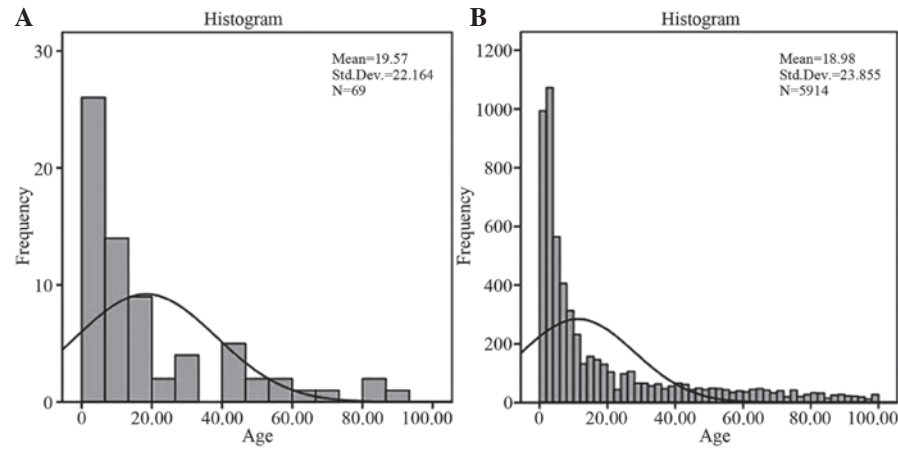 A
Histogram
Mean=19.57
Std.Dev.=22.164
N=69
30
20
10
0
Frequency
0 20.00 40.00 60.00 80.00 100.00
Age
B
Histogram
Mean=18.98
Std.Dev.=23.855
N=5914
1200
1000
800
600
400
200
0
Frequency
0 20.00 40.00 60.00 80.00 100.00
Age